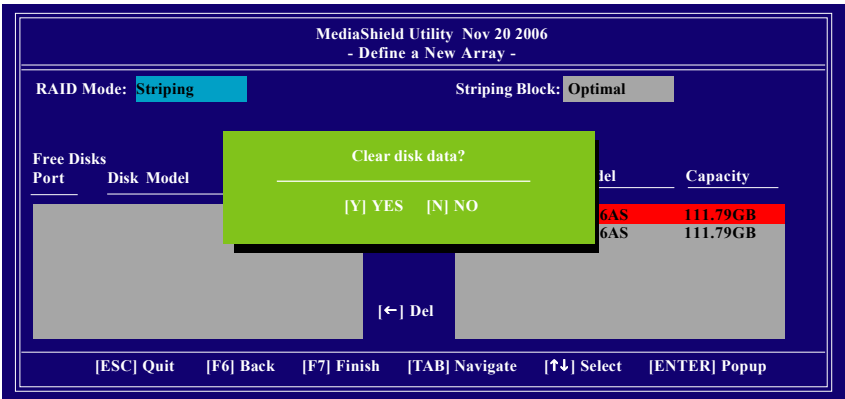 MediaShield Utility Nov 20 2006
- Define a New Array -
RAID Mode: Striping
Striping Block: Optimal
Free Disks
Port Disk Model
Capacity
Clear disk data?
[Y] YES [N] NO
6AS 111.79GB
6AS 111.79GB
[←] Del
[ESC] Quit [F6] Back [F7] Finish [TAB] Navigate [↑↓] Select [ENTER] Popup